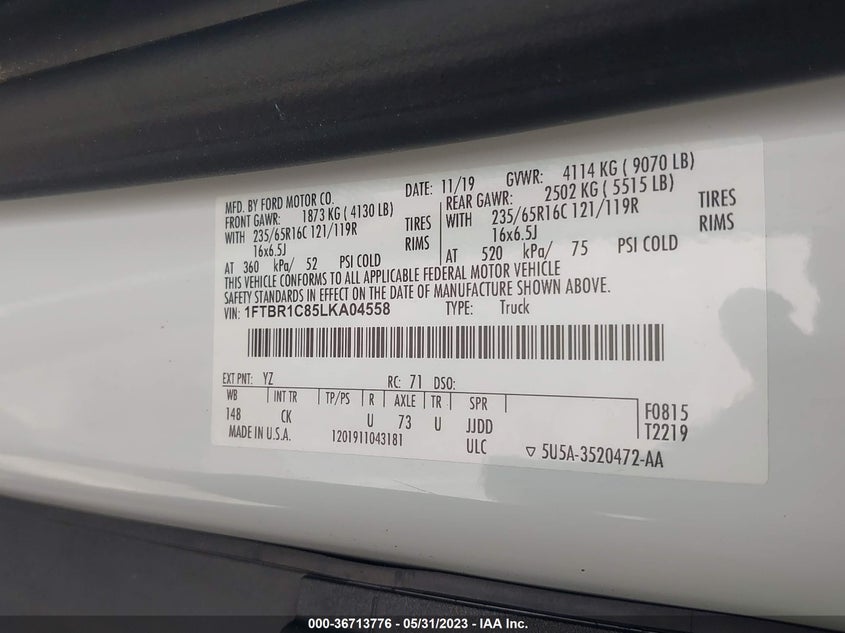 MFD. BY FORD MOTOR CO. DATE: 11/19 GVWR: 4114 KG ( 9070 LB)
FRONT GAWR: 1873 KG ( 4130 LB) REAR GAWR: 2502 KG ( 5515 LB)
WITH 235/65R16C 121/119R TIRES WITH 235/65R16C 121/119R TIRES
16x6.5J RIMS 16x6.5J RIMS
AT 360 kPa/ 52 PSI COLD AT 520 kPa/ 75 PSI COLD
THIS VEHICLE CONFORMS TO ALL APPLICABLE FEDERAL MOTOR VEHICLE
SAFETY STANDARDS IN EFFECT ON THE DATE OF MANUFACTURE SHOWN ABOVE.
VIN: 1FTBR1C85LKA04558 TYPE: Truck
EXT PNT: YZ RC: 71 DSO:
WB INT TR TP/PS R AXLE TR SPR F0815
148 CK U 73 U JJDD T2219
MADE IN U.S.A. 1201911043181 ULC ▽ 5U5A-3520472-AA
000-36713776 - 05/31/2023 - IAA Inc.